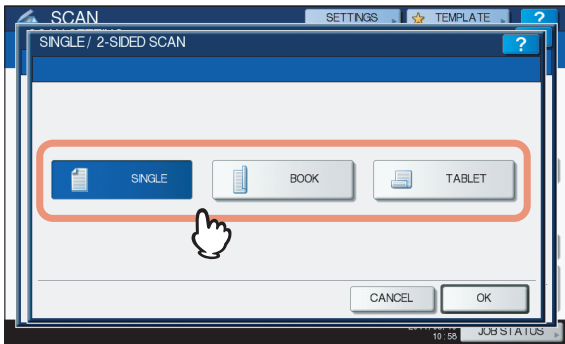 SCAN
SETTINGS
TEMPLATE
?
SINGLE / 2-SIDED SCAN
?
SINGLE
BOOK
TABLET
CANCEL
OK
10:58
JOB STATUS